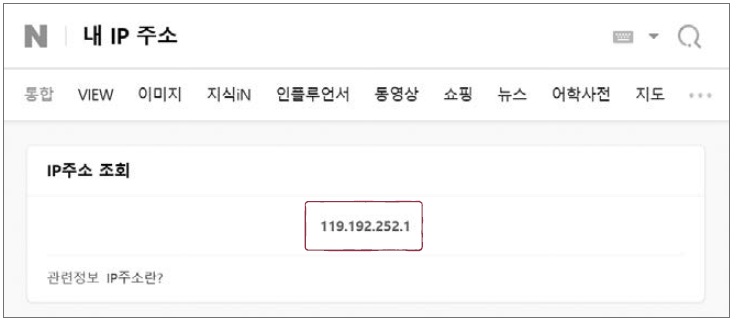 N 내 IP 주소
통합 VIEW 이미지 지식iN 인플루언서 동영상 쇼핑 뉴스 어학사전 지도
IP주소 조회
119.192.252.1
관련정보 IP주소란?